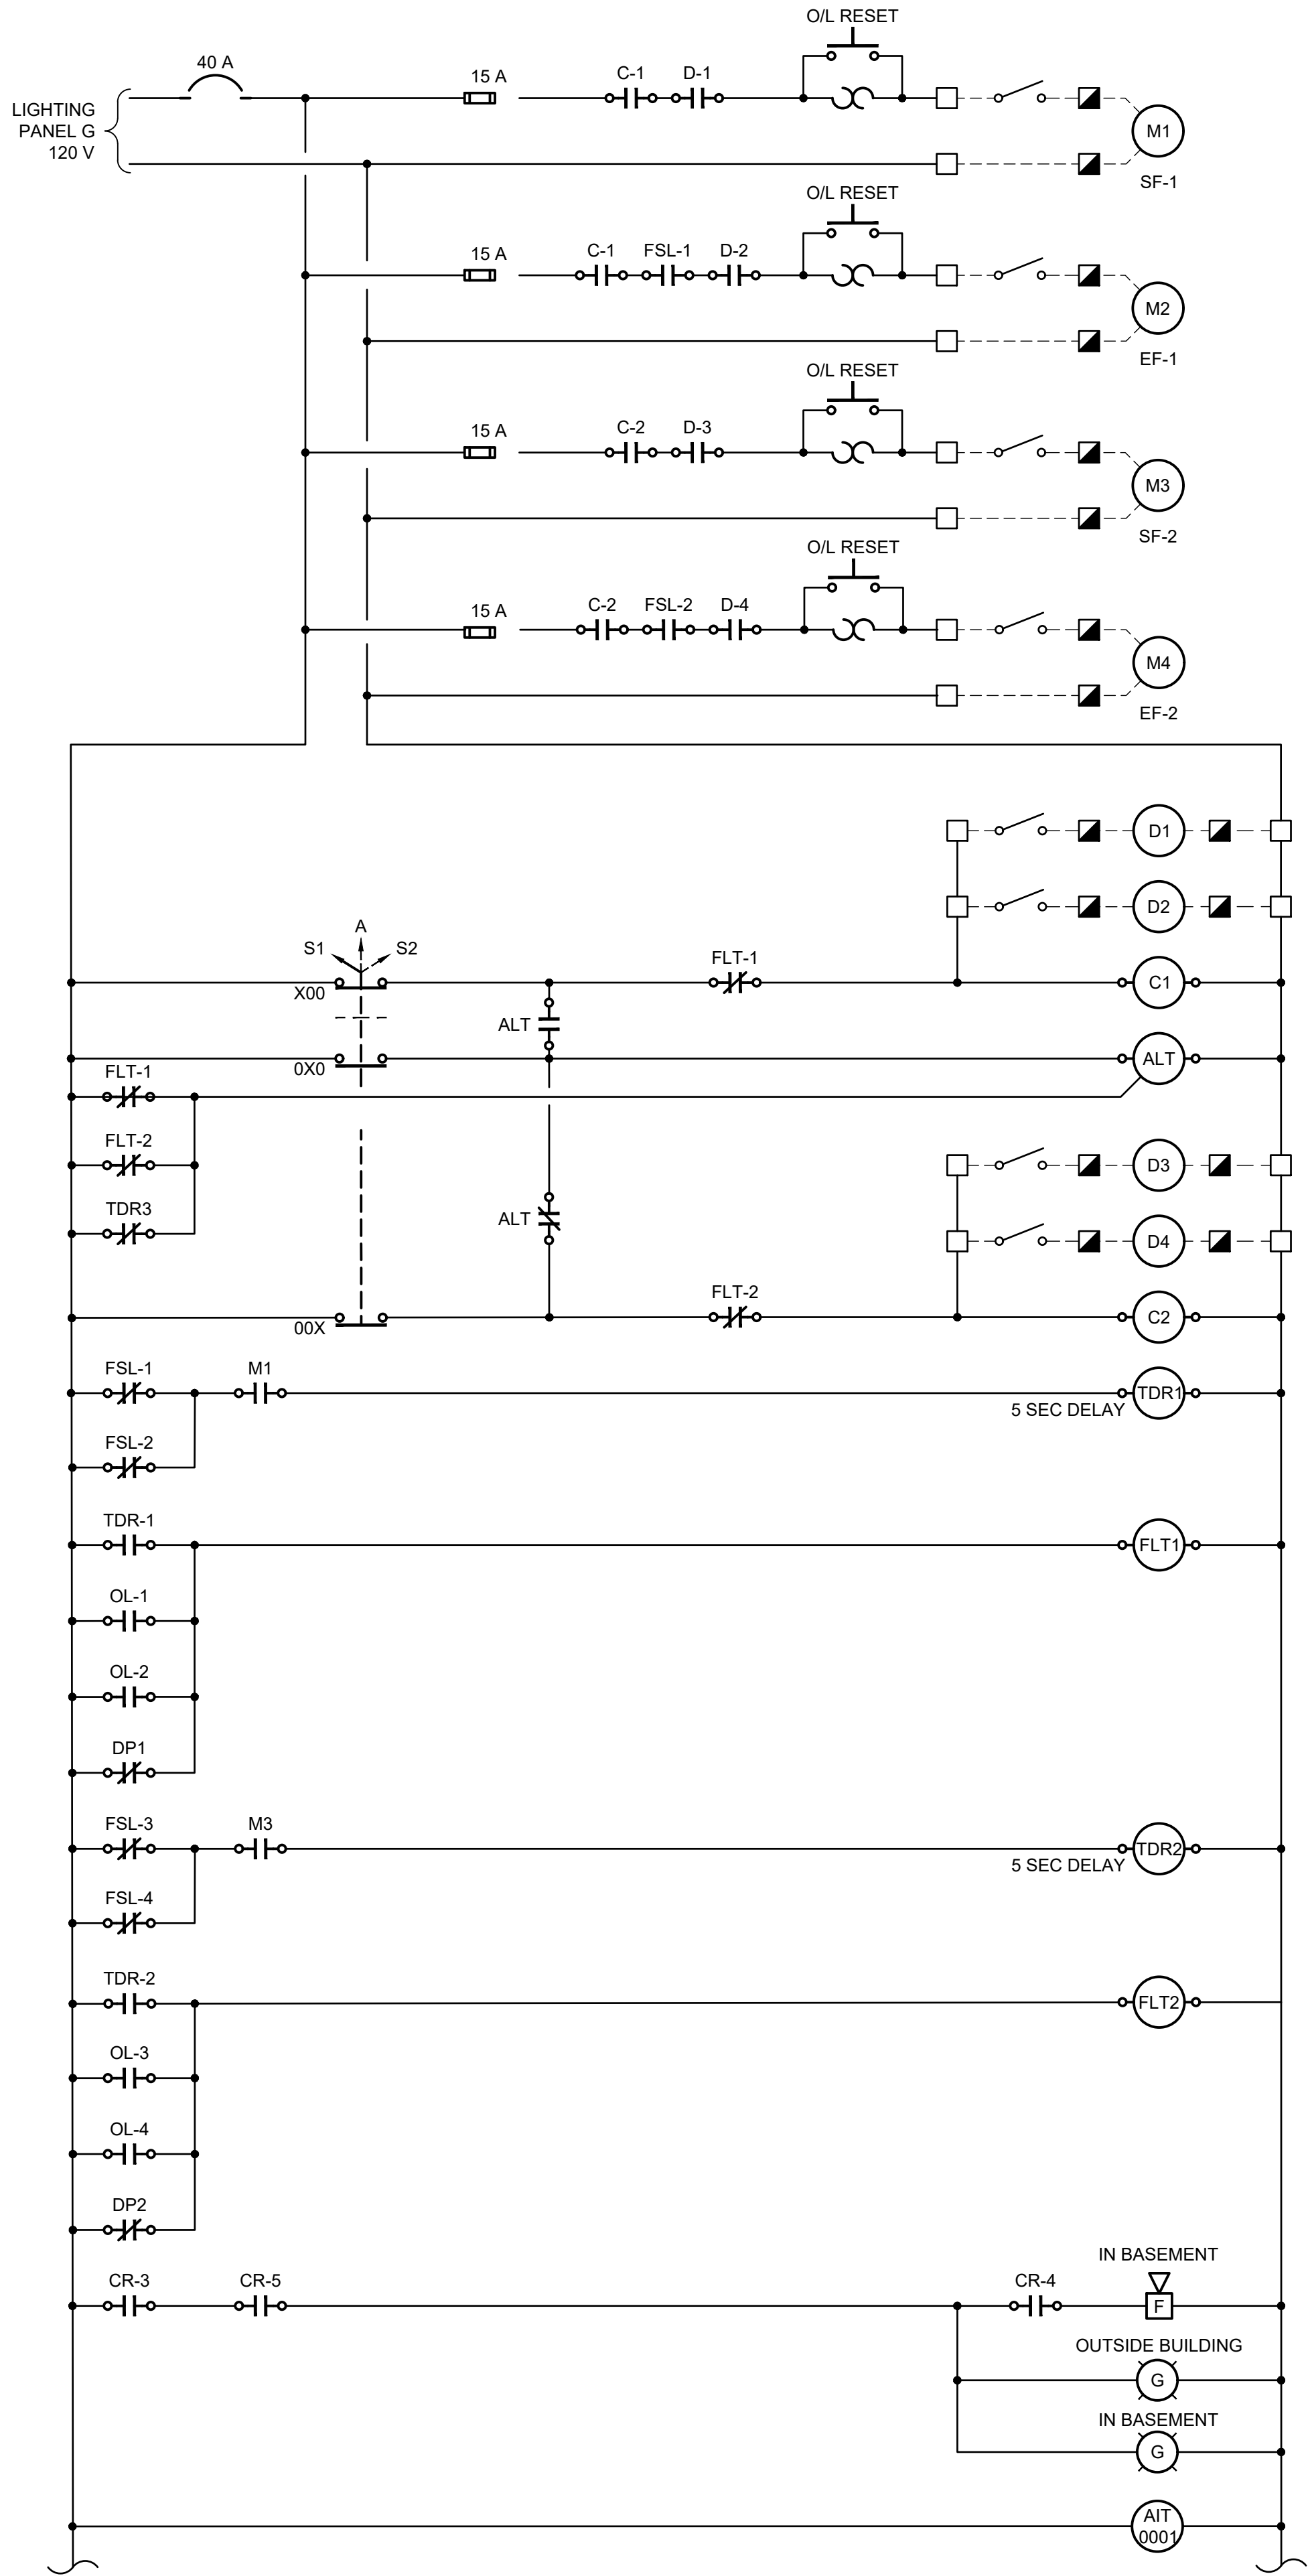 O/L RESET
40 A
15 A
C-1
D-1
LIGHTING
PANEL G
120 V
M1
SF-1
O/L RESET
15 A
C-1
FSL-1
D-2
M2
EF-1
O/L RESET
15 A
C-2
D-3
M3
SF-2
O/L RESET
15 A
C-2
FSL-2
D-4
M4
EF-2
D1
D2
A
S1
S2
FLT-1
X00
C1
ALT
0X0
ALT
FLT-1
FLT-2
D3
TDR3
ALT
D4
FLT-2
00X
C2
FSL-1
M1
TDR1
5 SEC DELAY
FSL-2
TDR-1
FLT1
OL-1
OL-2
DP1
FSL-3
M3
TDR2
5 SEC DELAY
FSL-4
TDR-2
FLT2
OL-3
OL-4
DP2
IN BASEMENT
CR-3
CR-5
CR-4
F
OUTSIDE BUILDING
G
IN BASEMENT
G
AIT
0001